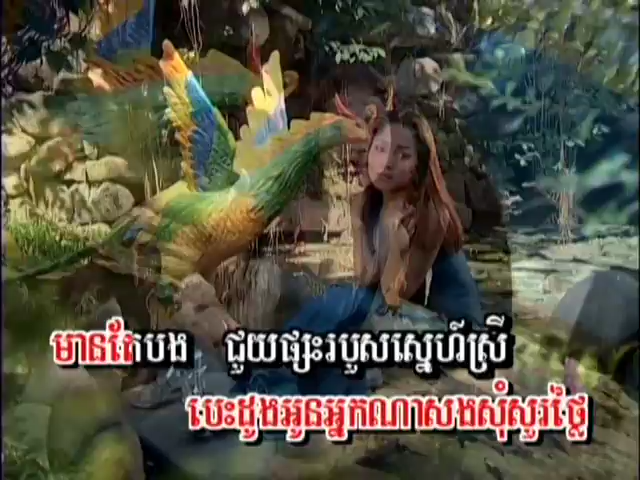 មានតែបង ជួយផ្សះរបួសស្នេហ៍ស្រី
បេះដូងអូនអ្នកណាសងសុំសួរថ្លៃ